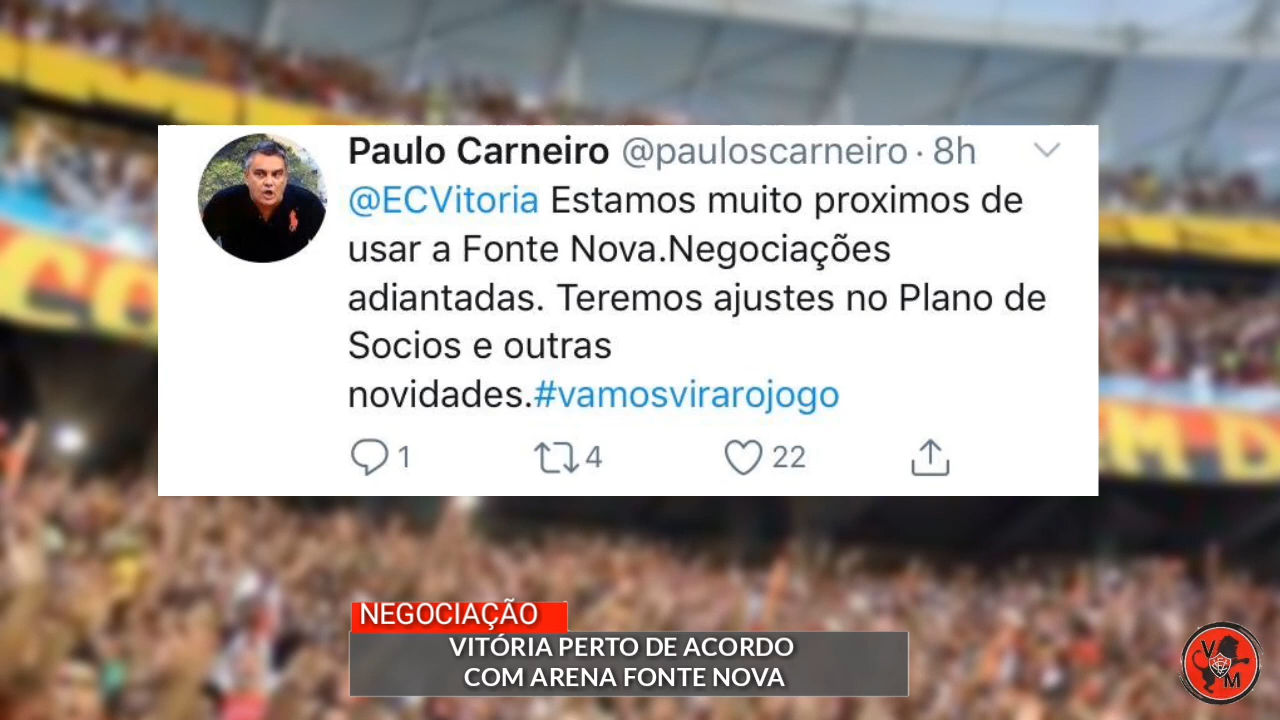 Paulo Carneiro @pauloscarneiro · 8h
@ECVitoria Estamos muito proximos de
usar a Fonte Nova.Negociações
adiantadas. Teremos ajustes no Plano de
Socios e outras
novidades.#vamosvirarojogo
1 4 22
NEGOCIAÇÃO
VITÓRIA PERTO DE ACORDO
COM ARENA FONTE NOVA
V
M